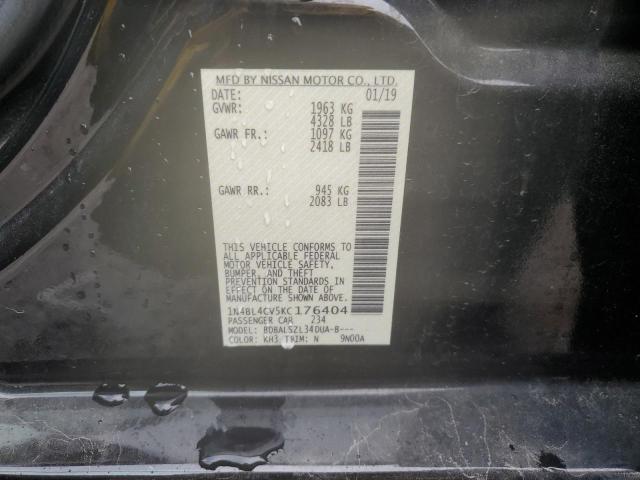 MFD BY NISSAN MOTOR CO., LTD.
DATE: 01/19
GVWR: 1963 KG
4328 LB
GAWR FR.: 1097 KG
2418 LB
GAWR RR.: 945 KG
2083 LB
THIS VEHICLE CONFORMS TO
ALL APPLICABLE FEDERAL
MOTOR VEHICLE SAFETY,
BUMPER, AND THEFT
PREVENTION STANDARDS IN
EFFECT ON THE DATE OF
MANUFACTURE SHOWN ABOVE.
1N4BL4CV5KC176404
PASSENGER CAR 234
MODEL: BDBALSZL34DUA-B---
COLOR: KH3 TRIM: N 9N00A